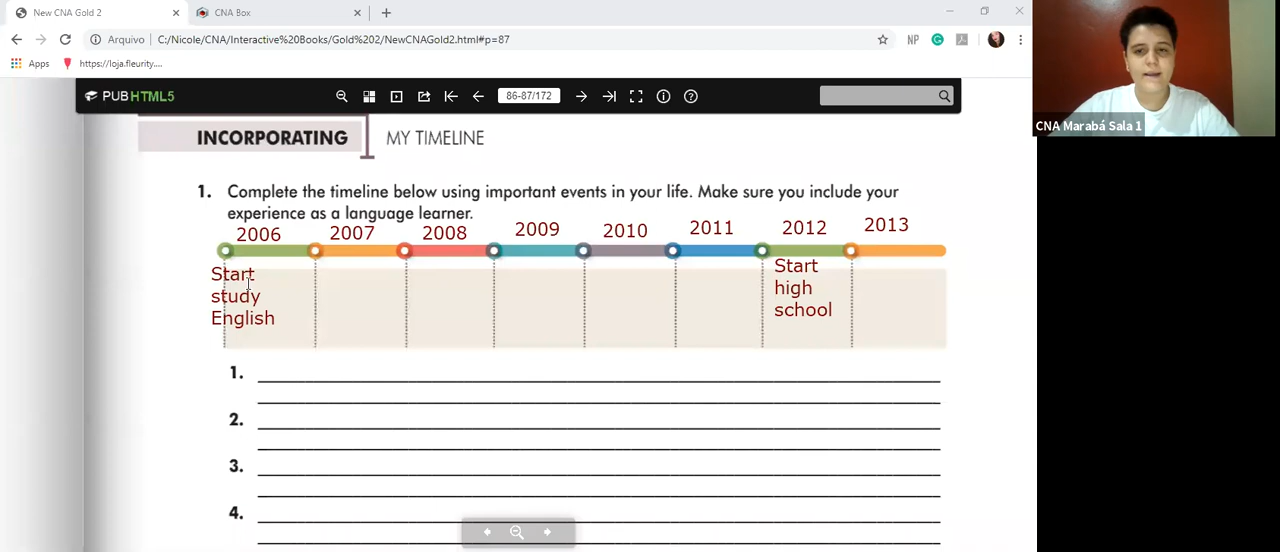 New CNA Gold 2
CNA Box
Arquivo
C:/Nicole/CNA/Interactive%20Books/Gold%202/NewCNAGold2.html#p=87
NP
Apps
https://loja.fleurity....
PUBHTML5
86-87/172
CNA Marabá Sala 1
INCORPORATING
MY TIMELINE
1. Complete the timeline below using important events in your life. Make sure you include your
experience as a language learner.
2006 2007 2008 2009 2010 2011 2012 2013
Start
study
English
Start
high
school
1.
2.
3.
4.